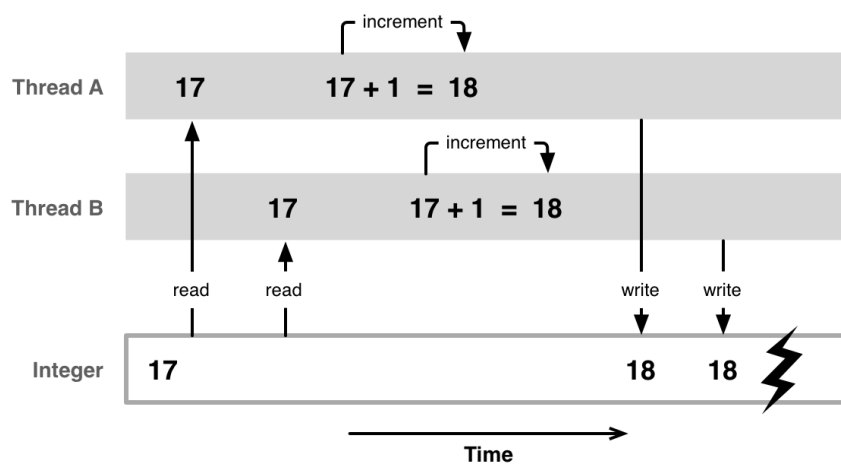 increment
Thread A 17 17 + 1 = 18
increment
Thread B 17 17 + 1 = 18
read read write write
Integer 17 18 18
Time